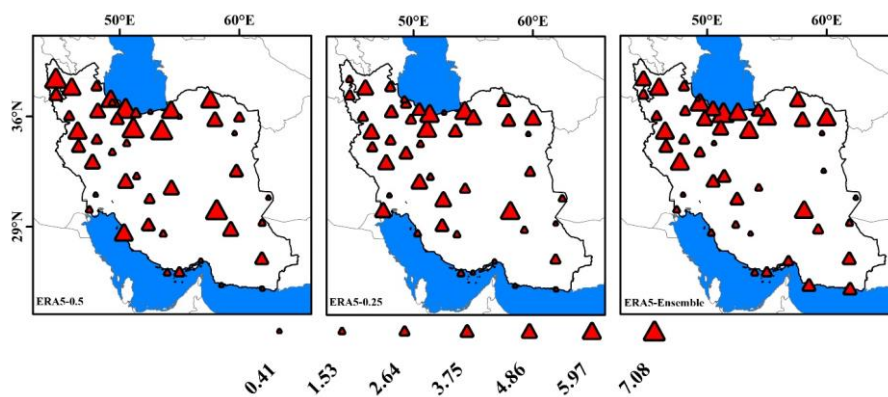 50°E 60°E 50°E 60°E 50°E 60°E
36°N
29°N
ERA5-0.5 ERA5-0.25 ERA5-Ensemble
0.41 1.53 2.64 3.75 4.86 5.97 7.08